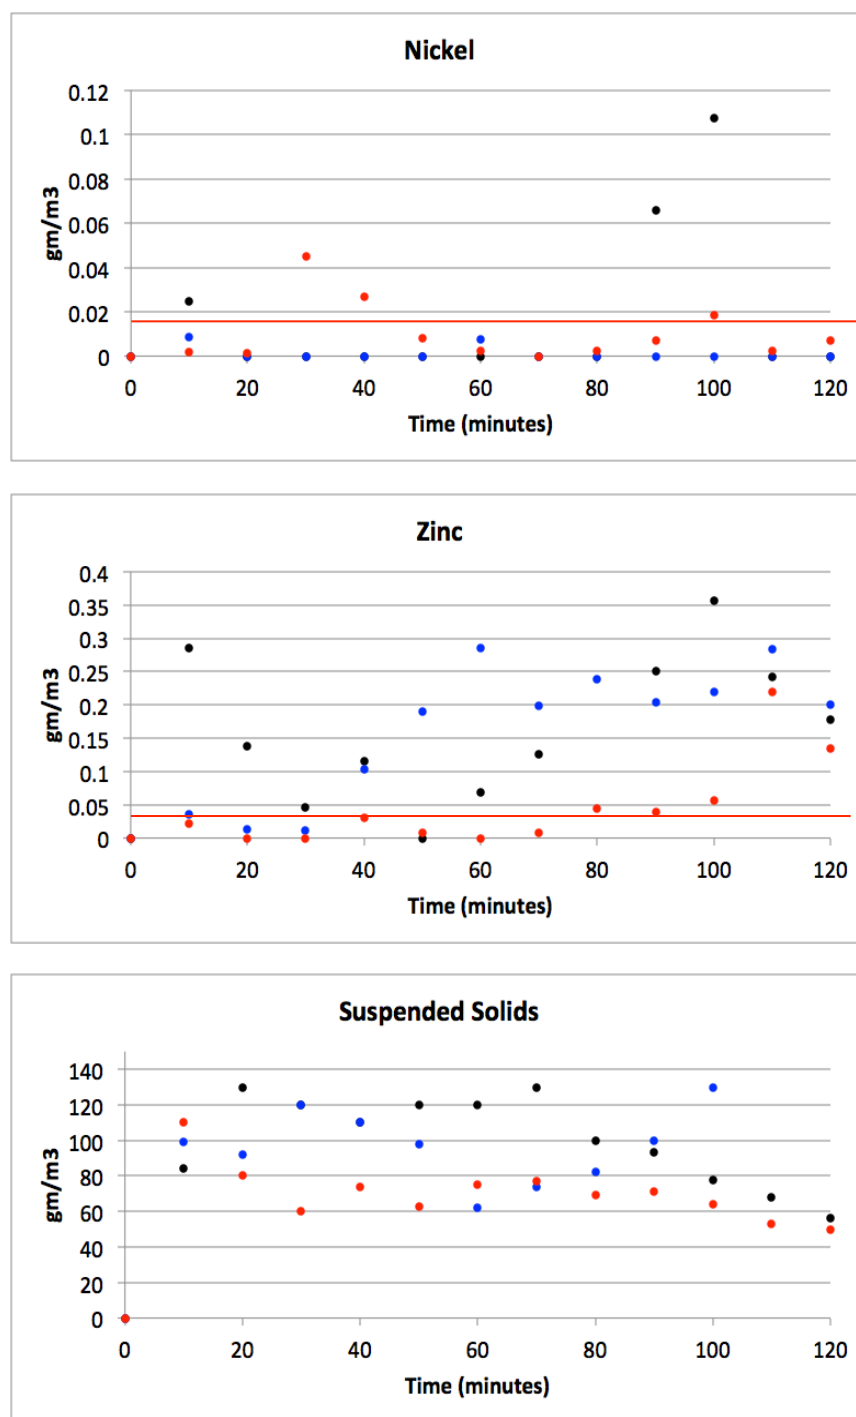 Nickel
0.12
0.1
0.08
0.06
0.04
0.02
0
gm/m3
0 20 40 60 80 100 120
Time (minutes)
Zinc
0.4
0.35
0.3
0.25
0.2
0.15
0.1
0.05
0
gm/m3
0 20 40 60 80 100 120
Time (minutes)
Suspended Solids
140
120
100
80
60
40
20
0
gm/m3
0 20 40 60 80 100 120
Time (minutes)